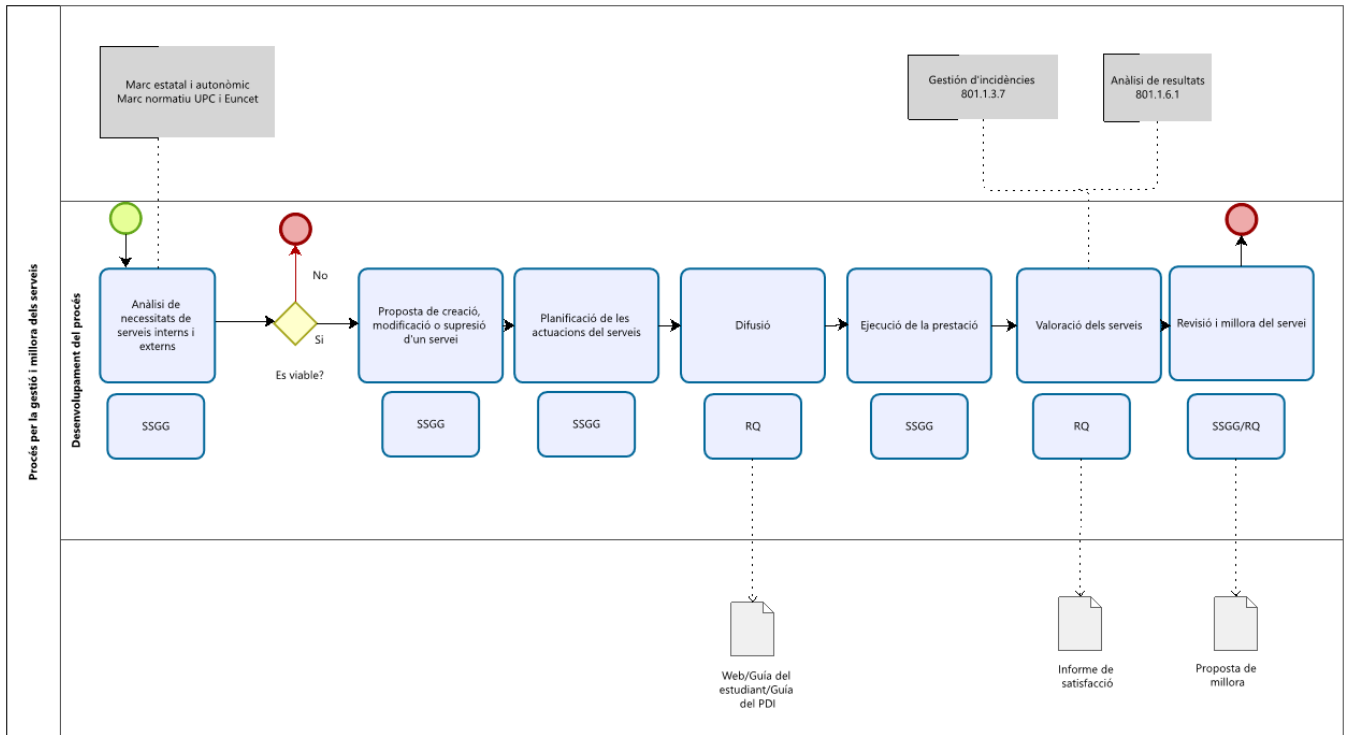 Procés per la gestió i millora dels serveis
Marc estatal i autonòmic
Marc normatiu UPC i Euncet
Gestión d'incidències
801.1.3.7
Anàlisi de resultats
801.1.6.1
Desenvolupament del procés
Anàlisi de
necessitats de
serveis interns i
externs
SSGG
No
Si
Es viable?
Proposta de creació,
modificació o supresió
d'un servei
SSGG
Planificació de les
actuacions del serveis
SSGG
Difusió
RQ
Ejecució de la prestació
SSGG
Valoració dels serveis
RQ
Revisió i millora del servei
SSGG/RQ
Web/Guía del
estudiant/Guía
del PDI
Informe de
satisfacció
Proposta de
millora